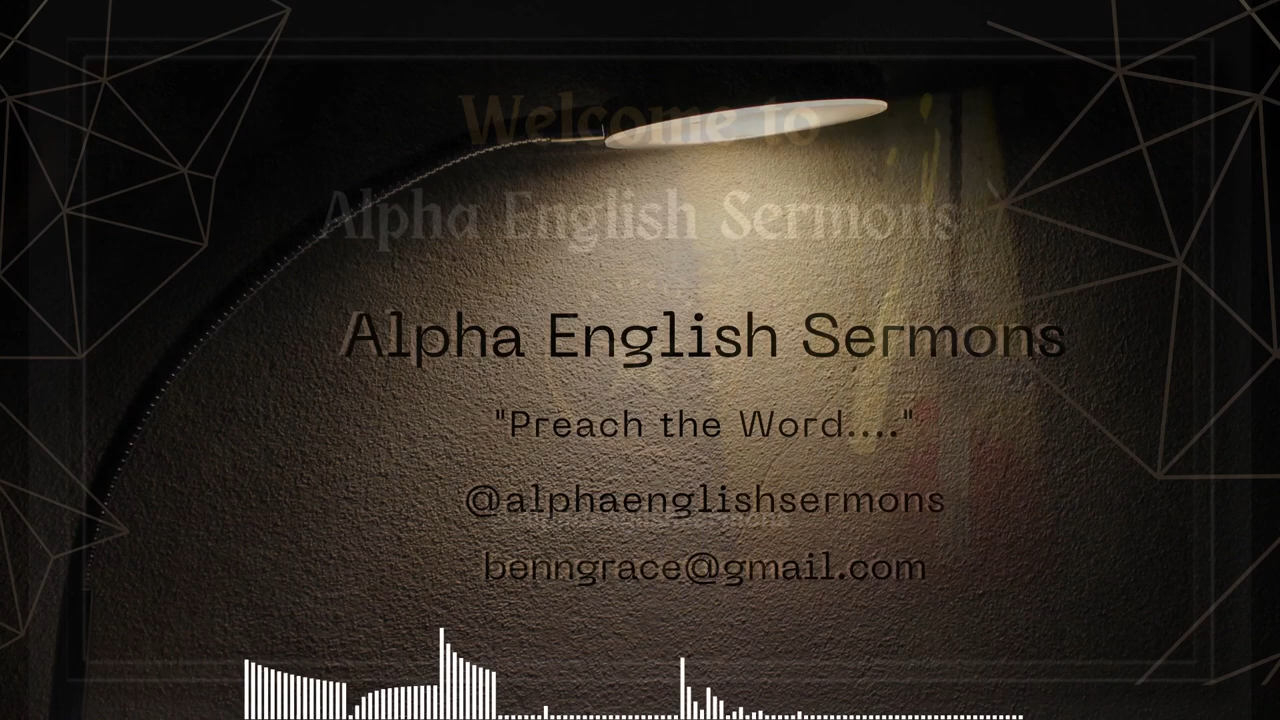 Welcome to
Alpha English Sermons
Alpha English Sermons
"Preach the Word...."
@alphaenglishsermons
benngrace@gmail.com